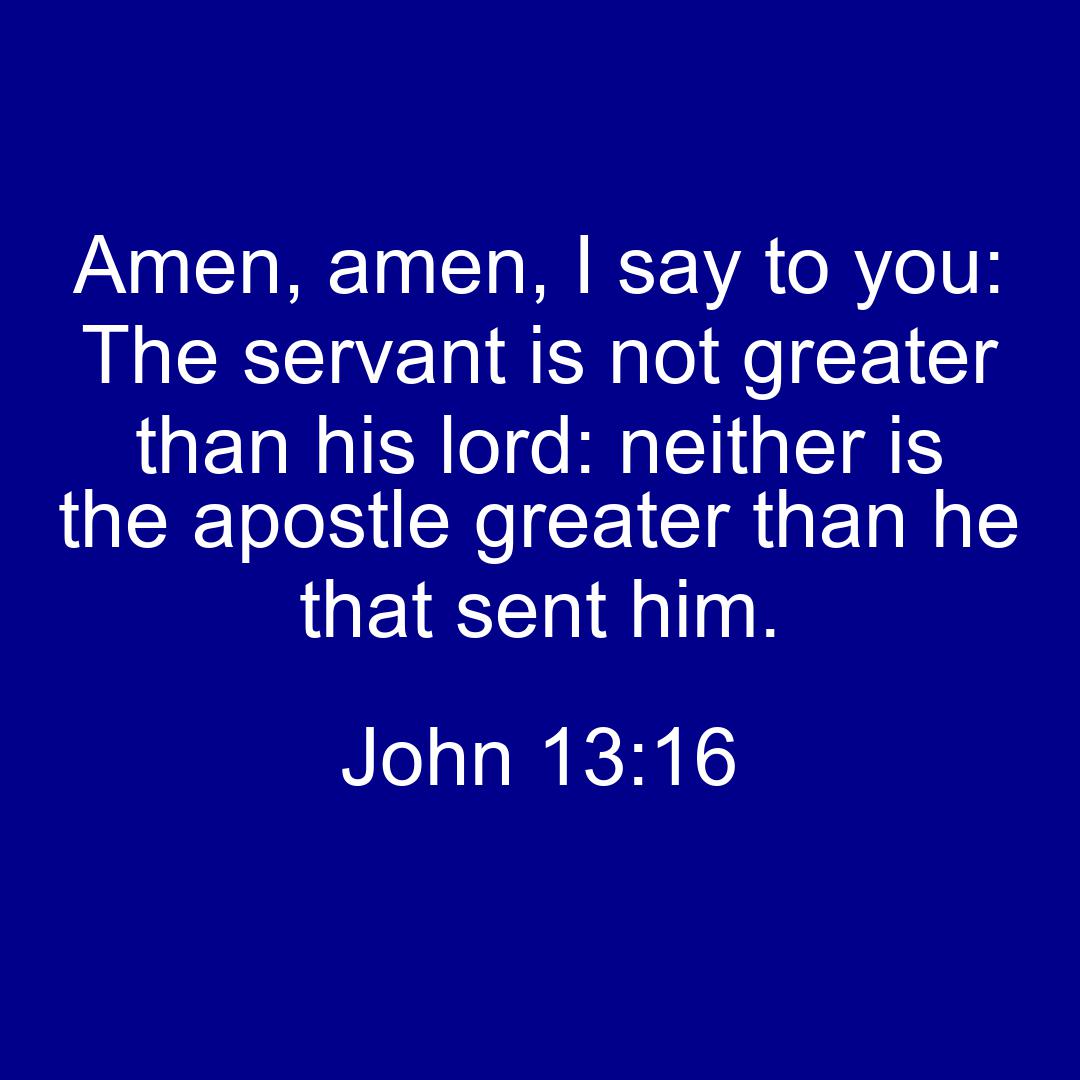 Amen, amen, I say to you:
The servant is not greater
than his lord: neither is
the apostle greater than he
that sent him.
John 13:16